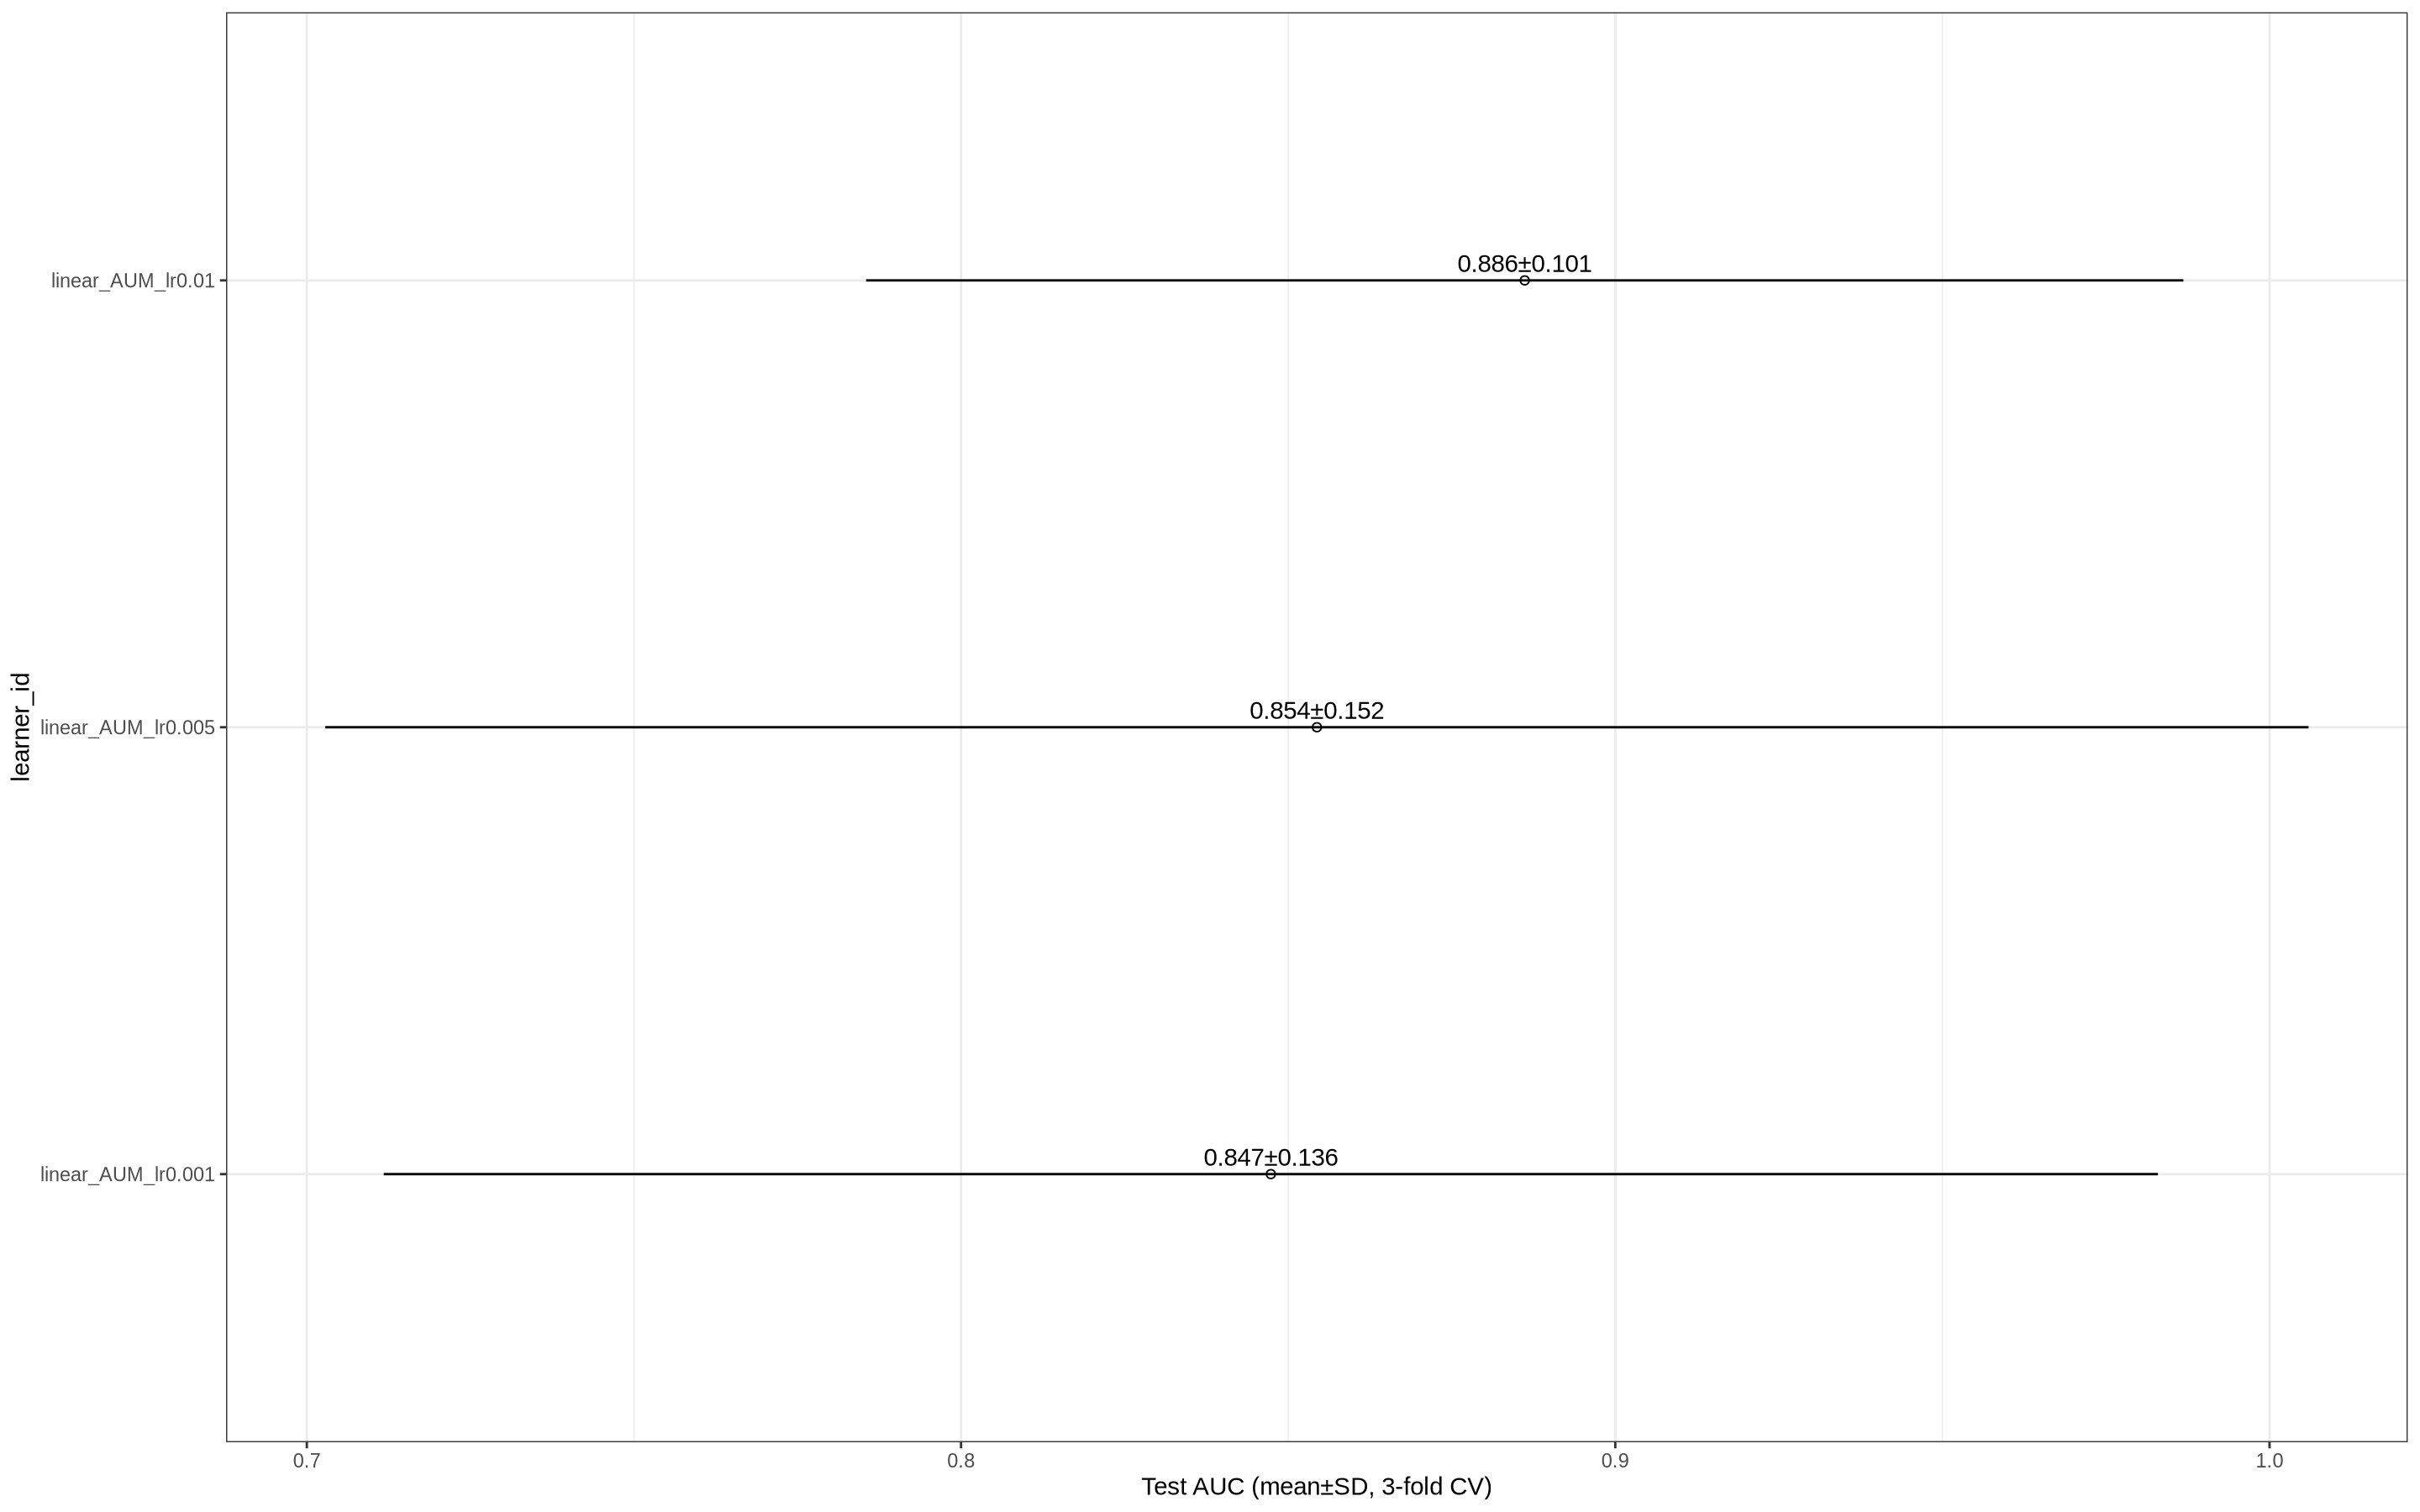 learner_id
linear_AUM_lr0.01
0.886±0.101
linear_AUM_lr0.005
0.854±0.152
linear_AUM_lr0.001
0.847±0.136
0.7 0.8 0.9 1.0
Test AUC (mean±SD, 3-fold CV)